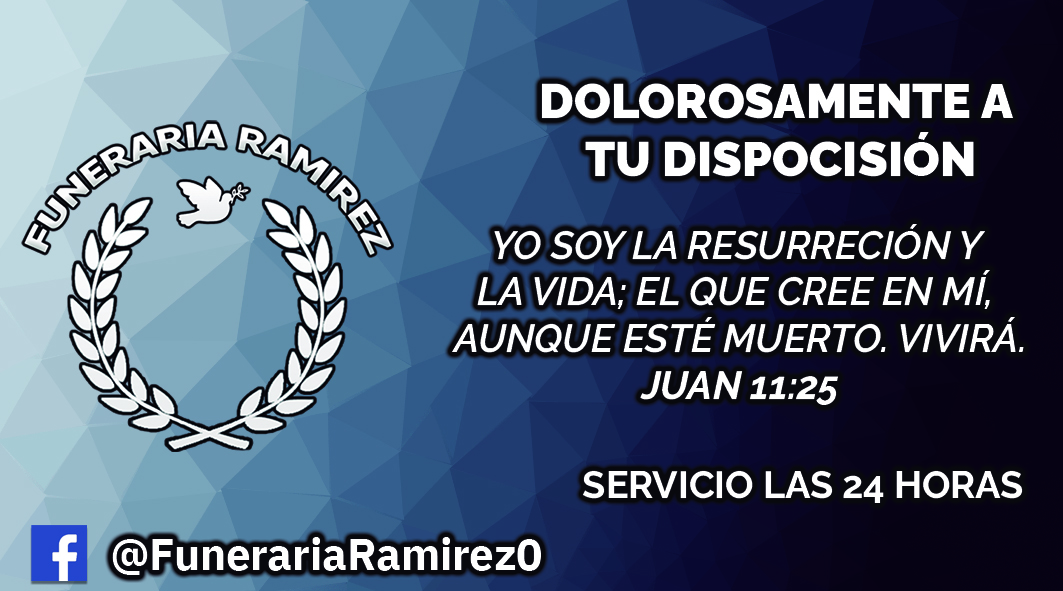 FUNERARIA RAMIREZ
DOLOROSAMENTE A
TU DISPOCISIÓN
YO SOY LA RESURRECIÓN Y
LA VIDA; EL QUE CREE EN MÍ,
AUNQUE ESTÉ MUERTO. VIVIRÁ.
JUAN 11:25
SERVICIO LAS 24 HORAS
@FunerariaRamirez0